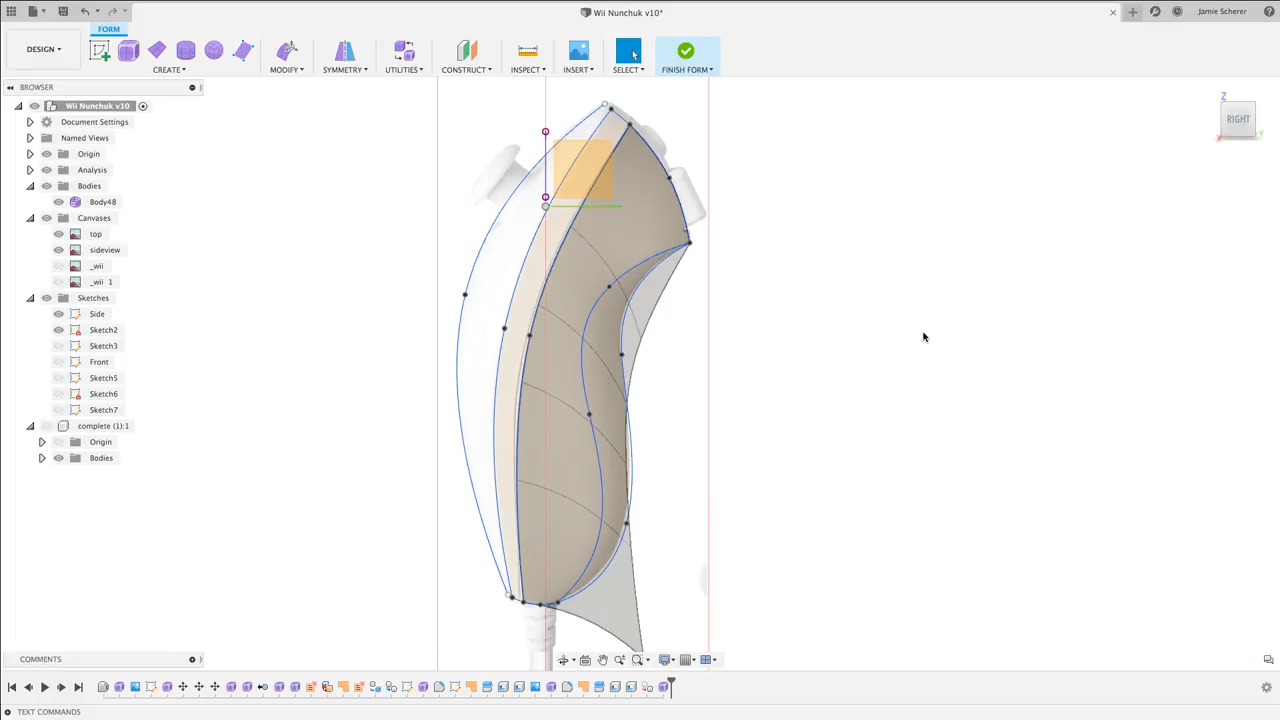 Wii Nunchuk v10*
Jamie Scherer
DESIGN
FORM
CREATE
MODIFY
SYMMETRY
UTILITIES
CONSTRUCT
INSPECT
INSERT
SELECT
FINISH FORM
BROWSER
Wii Nunchuk v10
Document Settings
Named Views
Origin
Analysis
Bodies
Body48
Canvases
top
sideview
_wii
_wii 1
Sketches
Side
Sketch2
Sketch3
Front
Sketch5
Sketch6
Sketch7
complete (1):1
Origin
Bodies
Z
RIGHT
X
Y
COMMENTS
TEXT COMMANDS